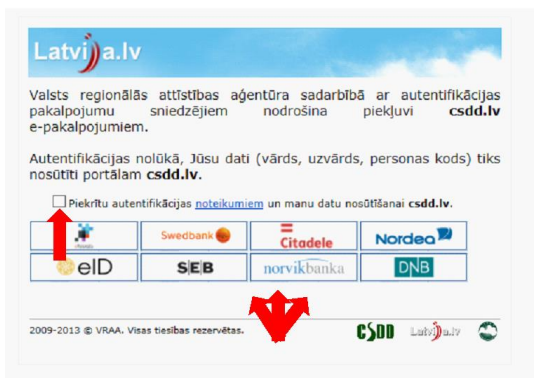 Latvija.lv
Valsts reģionālās attīstības aģentūra sadarbībā ar autentifikācijas
pakalpojumu sniedzējiem nodrošina piekļuvi csdd.lv
e-pakalpojumiem.
Autentifikācijas nolūkā, Jūsu dati (vārds, uzvārds, personas kods) tiks
nosūtīti portālam csdd.lv.
Piekrītu autentifikācijas noteikumiem un manu datu nosūtīšanai csdd.lv.
Swedbank Citadele Nordea
eID SEB norvikbanka DNB
2009-2013 © VRAA. Visas tiesības rezervētas. CSDD Latvija.lv